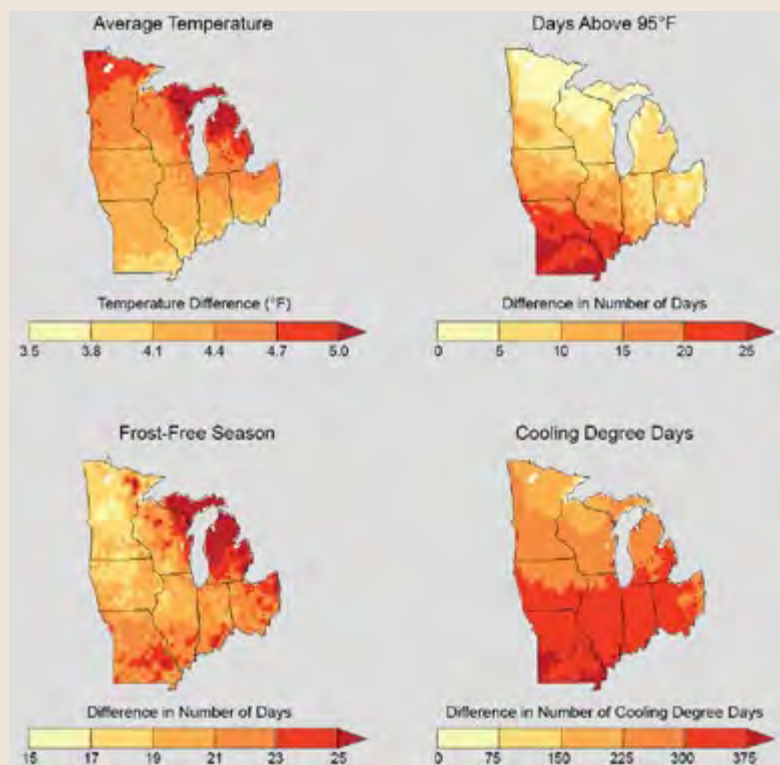 Average Temperature
Days Above 95°F
Temperature Difference (°F)
3.5 3.8 4.1 4.4 4.7 5.0
Difference in Number of Days
0 5 10 15 20 25
Frost-Free Season
Cooling Degree Days
Difference in Number of Days
15 17 19 21 23 25
Difference in Number of Cooling Degree Days
0 75 150 225 300 375